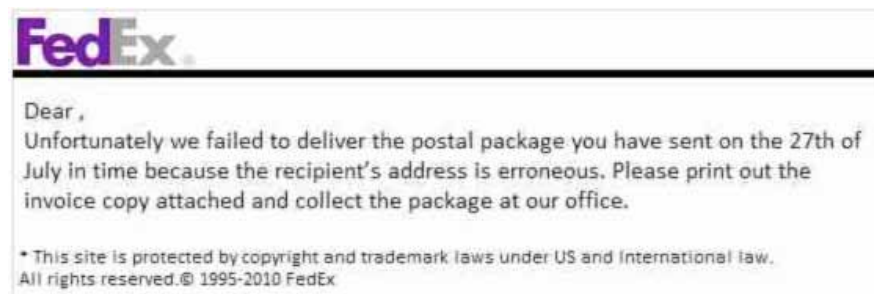 FedEx®
Dear ,
Unfortunately we failed to deliver the postal package you have sent on the 27th of
July in time because the recipient's address is erroneous. Please print out the
invoice copy attached and collect the package at our office.
* This site is protected by copyright and trademark laws under US and International law.
All rights reserved.© 1995-2010 FedEx